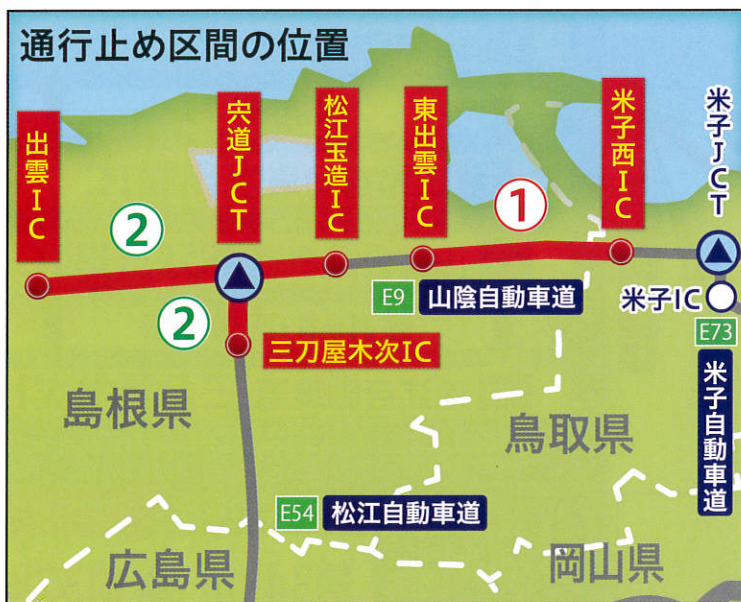 通行止め区間の位置
出雲IC
宍道JCT
松江玉造IC
東出雲IC
米子西IC
米子JCT
②
①
②
E9 山陰自動車道
米子IC
E73
米子自動車道
三刀屋木次IC
島根県
鳥取県
E54 松江自動車道
広島県
岡山県